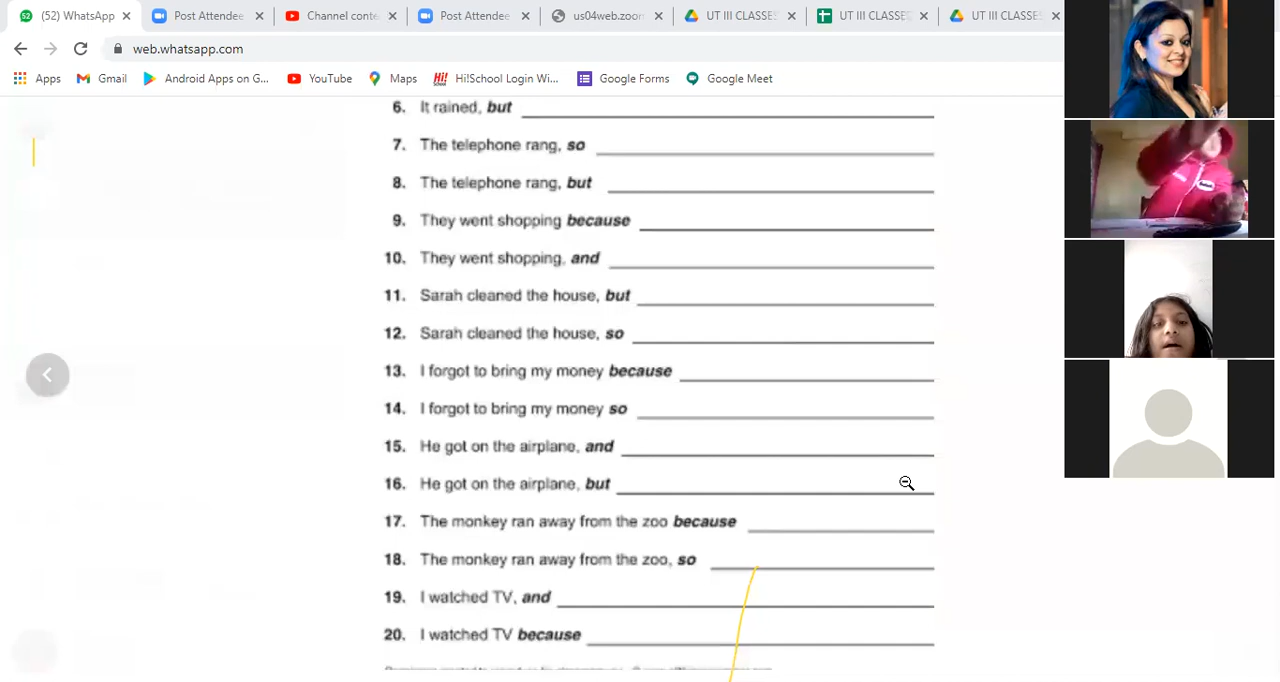 (52) WhatsApp
Post Attendee
Channel conte
Post Attendee
us04web.zoom
UT III CLASSES
UT III CLASSES
UT III CLASSES
web.whatsapp.com
Apps Gmail Android Apps on G... YouTube Maps Hi! Hi!School Login Wi... Google Forms Google Meet
6. It rained, but
7. The telephone rang, so
8. The telephone rang, but
9. They went shopping because
10. They went shopping, and
11. Sarah cleaned the house, but
12. Sarah cleaned the house, so
13. I forgot to bring my money because
14. I forgot to bring my money so
15. He got on the airplane, and
16. He got on the airplane, but
17. The monkey ran away from the zoo because
18. The monkey ran away from the zoo, so
19. I watched TV, and
20. I watched TV because